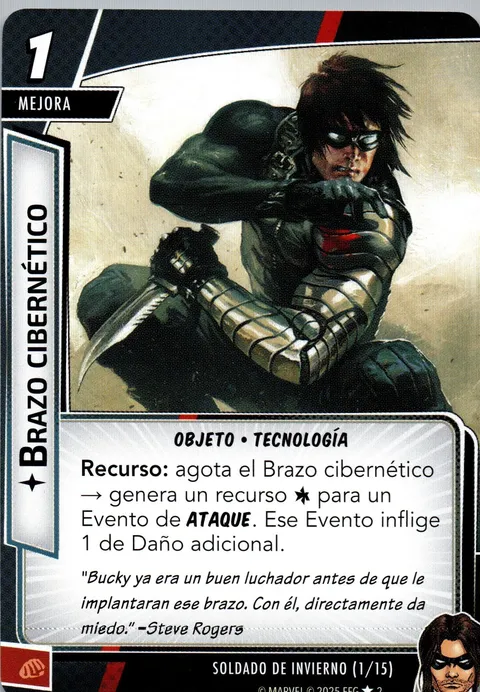 1
MEJORA
BRAZO CIBERNÉTICO
OBJETO • TECNOLOGÍA
Recurso: agota el Brazo cibernético
→ genera un recurso ✷ para un
Evento de ATAQUE. Ese Evento inflige
1 de Daño adicional.
"Bucky ya era un buen luchador antes de que le
implantaran ese brazo. Con él, directamente da
miedo." –Steve Rogers
SOLDADO DE INVIERNO (1/15)
© MARVEL © 2025 FFG ★ 2